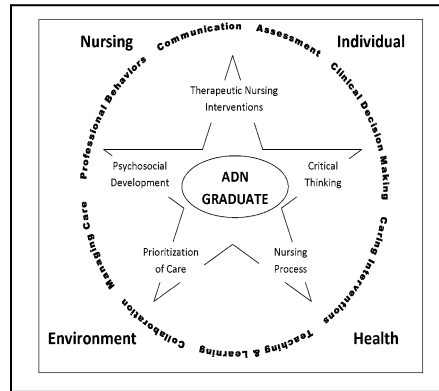 Nursing
Individual
Communication
Assessment
Clinical Decision Making
Caring Interventions
Teaching & Learning
Collaboration
Managing Care
Professional Behaviors
Therapeutic Nursing
Interventions
Psychosocial
Development
Critical
Thinking
ADN
GRADUATE
Prioritization
of Care
Nursing
Process
Environment
Health